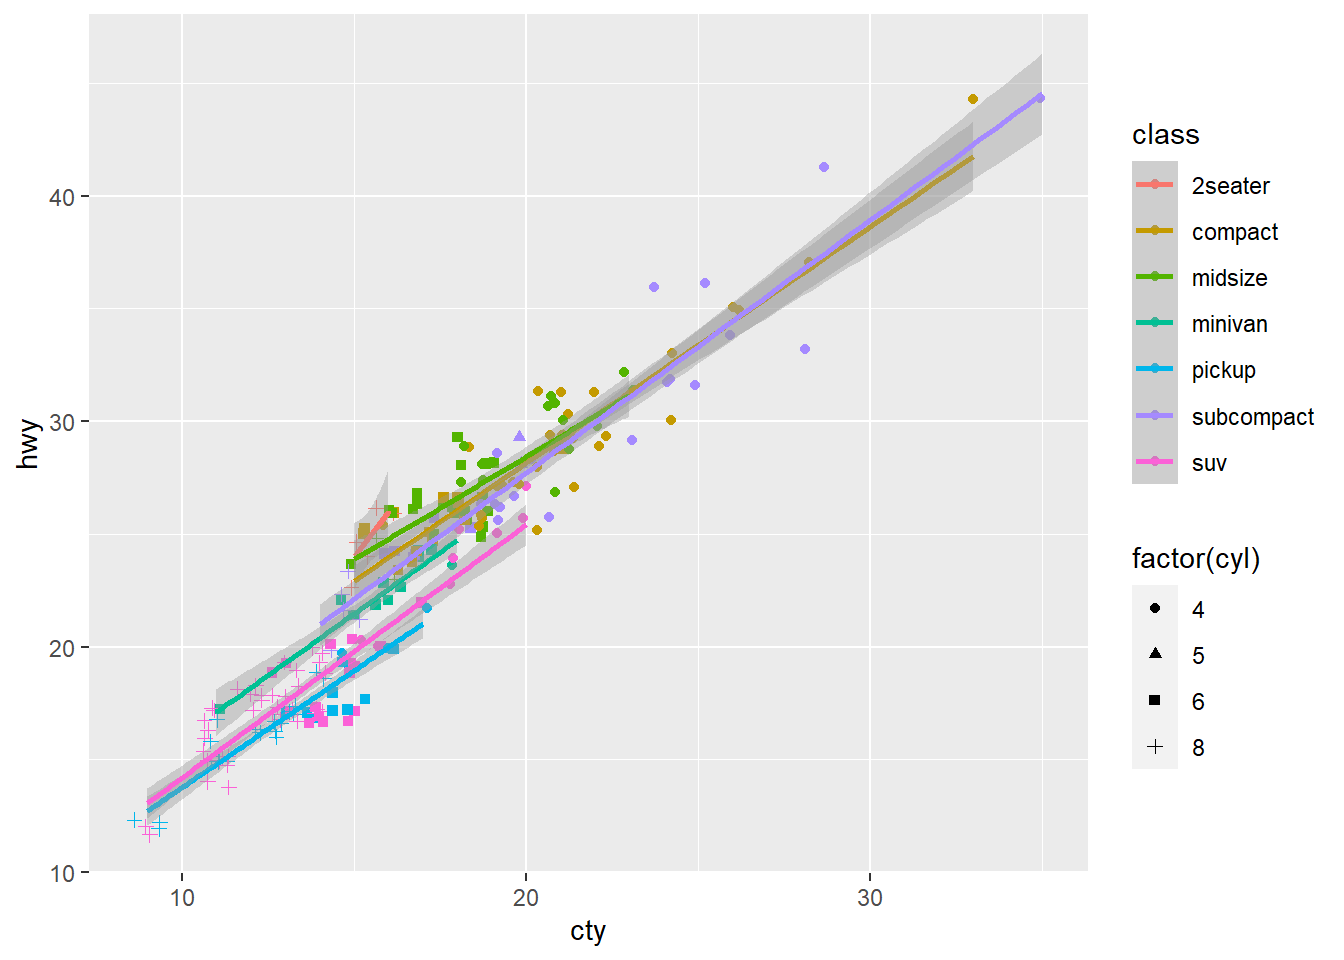 40
30
20
10
hwy
10
20
30
cty
class
2seater
compact
midsize
minivan
pickup
subcompact
suv
factor(cyl)
4
5
6
8